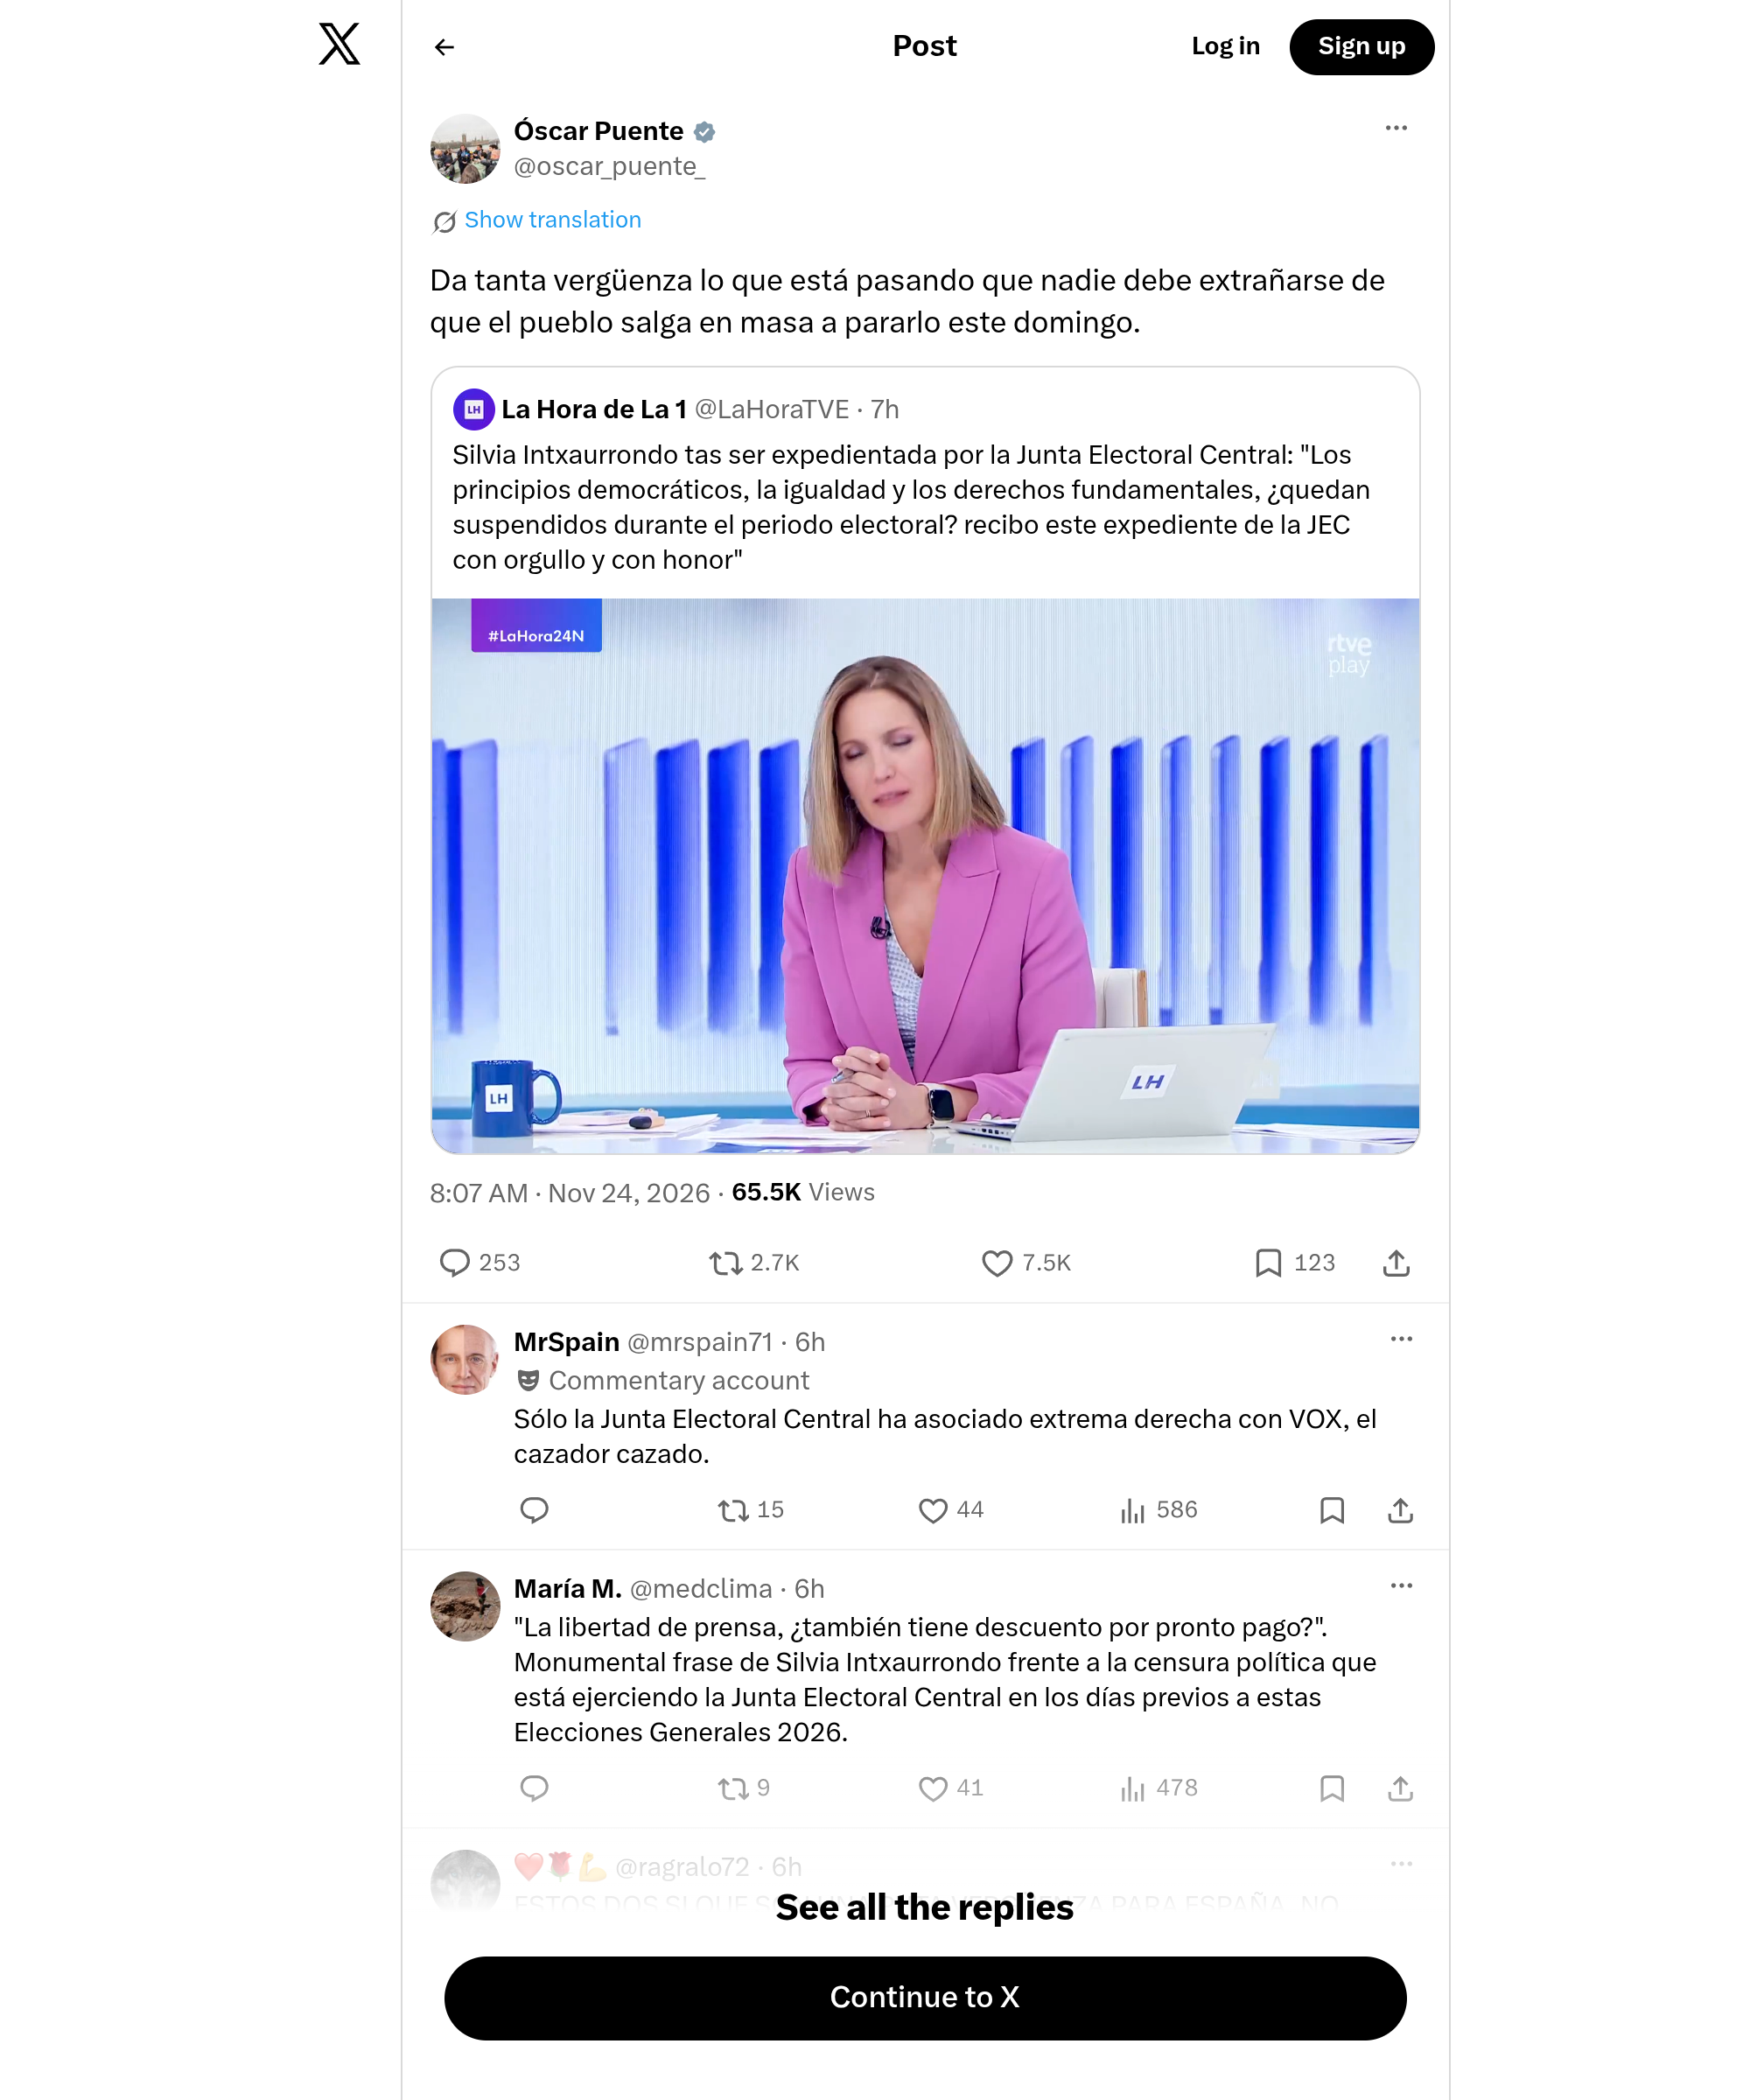 Post
Log in
Sign up
Óscar Puente
@oscar_puente_
Show translation
Da tanta vergüenza lo que está pasando que nadie debe extrañarse de
que el pueblo salga en masa a pararlo este domingo.
LH La Hora de La 1 @LaHoraTVE · 7h
Silvia Intxaurrondo tas ser expedientada por la Junta Electoral Central: "Los
principios democráticos, la igualdad y los derechos fundamentales, ¿quedan
suspendidos durante el periodo electoral? recibo este expediente de la JEC
con orgullo y con honor"
#LaHora24N
rtve
play
LH
LH
8:07 AM · Nov 24, 2026 · 65.5K Views
253 2.7K 7.5K 123
MrSpain @mrspain71 · 6h
Commentary account
Sólo la Junta Electoral Central ha asociado extrema derecha con VOX, el
cazador cazado.
15 44 586
María M. @medclima · 6h
"La libertad de prensa, ¿también tiene descuento por pronto pago?".
Monumental frase de Silvia Intxaurrondo frente a la censura política que
está ejerciendo la Junta Electoral Central en los días previos a estas
Elecciones Generales 2026.
9 41 478
❤️🌹💪 @ragralo72 · 6h
ESTOS DOS SI QUE PARA ESPAÑA NO
See all the replies
Continue to X